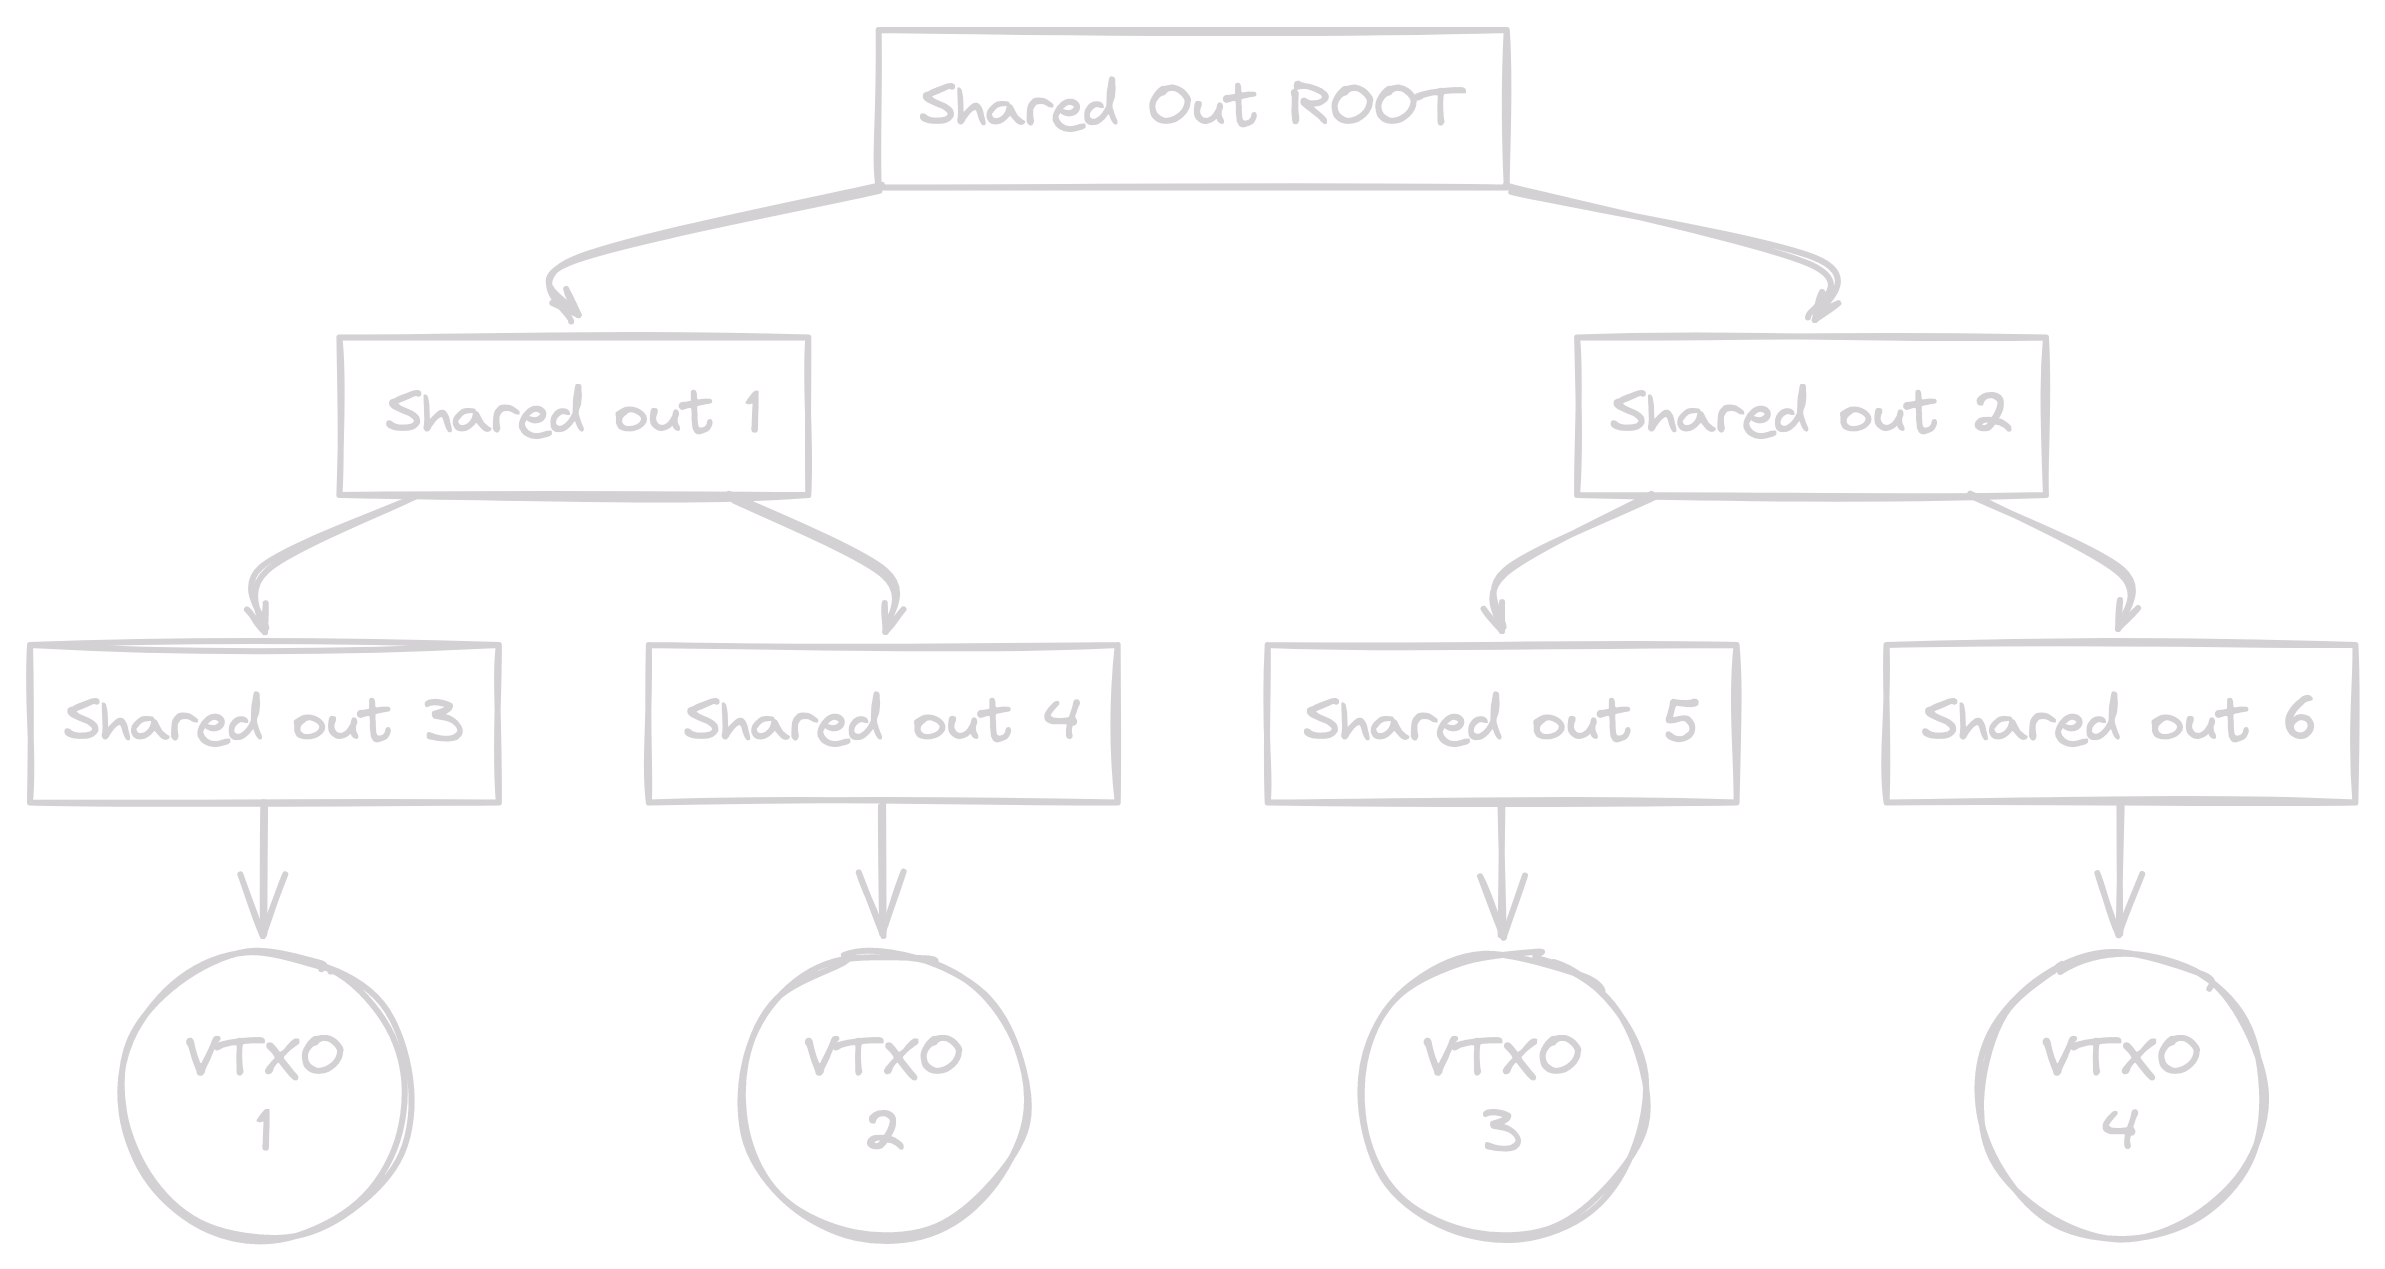 Shared Out ROOT
Shared out 1
Shared out 2
Shared out 3
Shared out 4
Shared out 5
Shared out 6
VTXO
1
VTXO
2
VTXO
3
VTXO
4